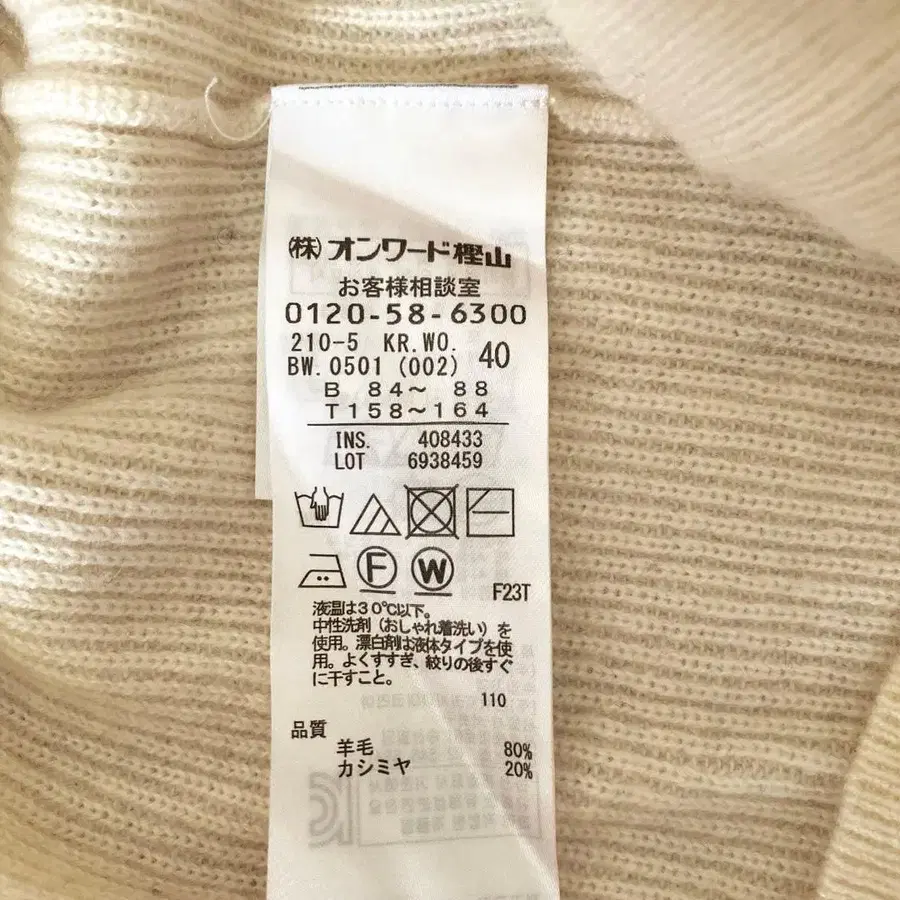 (株)オンワード樫山
お客様相談室
0120-58-6300
210-5 KR.WO.
BW.0501 (002) 40
B 84〜 88
T158〜164
INS. 408433
LOT 6938459
F W
F23T
液温は30℃以下。
中性洗剤(おしゃれ着洗い)を
使用。漂白剤は液体タイプを使
用。よくすすぎ、絞りの後すぐ
に干すこと。
110
品質
羊毛 80%
カシミヤ 20%